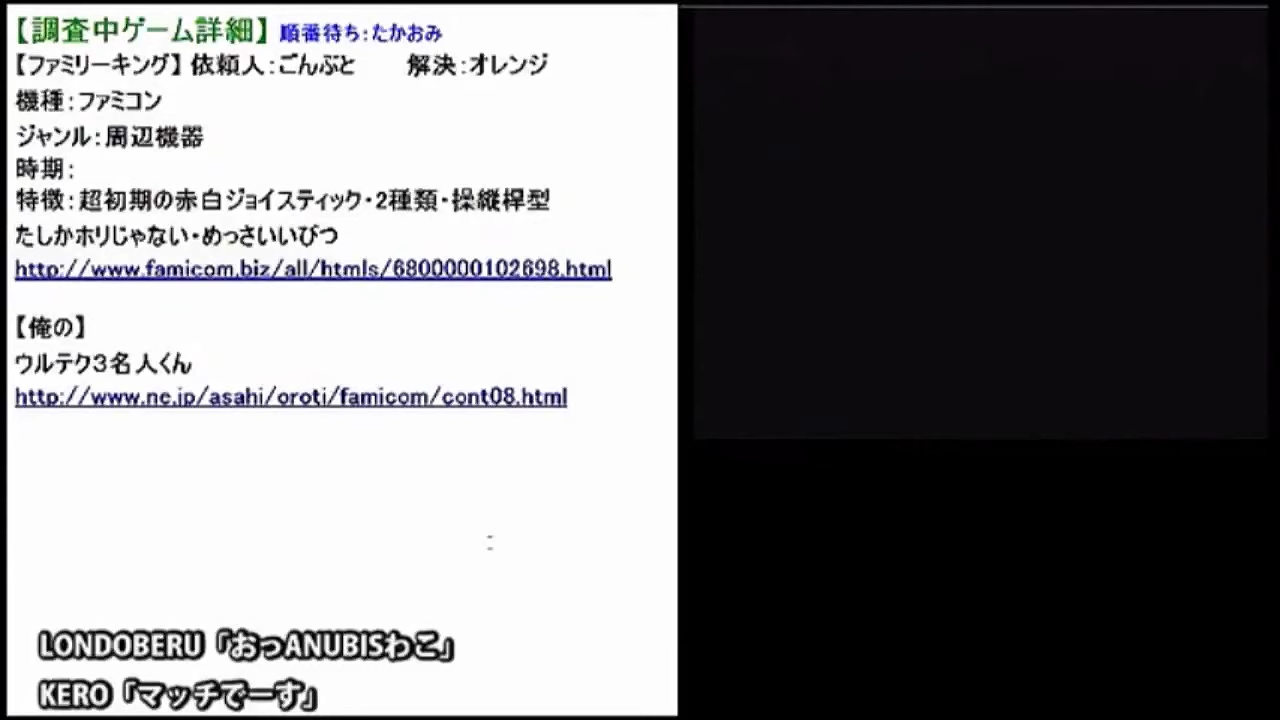 【調査中ゲーム詳細】 順番待ち：たかおみ
【ファミリーキング】 依頼人：ごんぶと 解決：オレンジ
機種：ファミコン
ジャンル：周辺機器
時期：
特徴：超初期の赤白ジョイスティック・2種類・操縦桿型
たしかホリじゃない・めっさいいびつ
http://www.famicom.biz/all/htmls/6800000102698.html
【俺の】
ウルテク３名人くん
http://www.ne.jp/asahi/oroti/famicom/cont08.html
LONDOBERU「おっANUBISわこ」
KERO「マッチでーす」